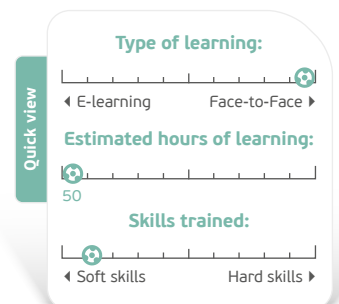 Quick view
Type of learning:
◂ E-learning Face-to-Face ▸
Estimated hours of learning:
50
Skills trained:
◂ Soft skills Hard skills ▸